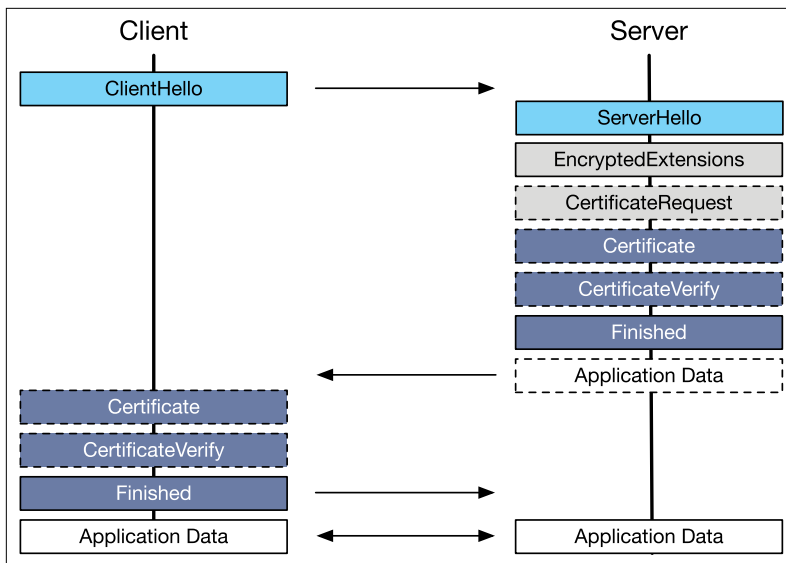 Client
Server
ClientHello
ServerHello
EncryptedExtensions
CertificateRequest
Certificate
CertificateVerify
Finished
Application Data
Certificate
CertificateVerify
Finished
Application Data
Application Data